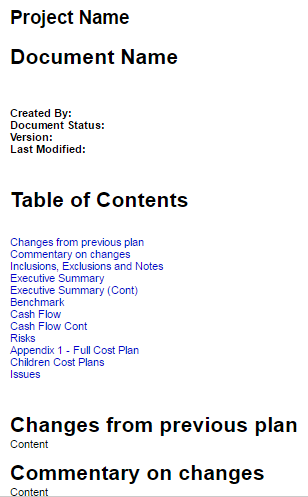 Project Name
Document Name
Created By:
Document Status:
Version:
Last Modified:
Table of Contents
Changes from previous plan
Commentary on changes
Inclusions, Exclusions and Notes
Executive Summary
Executive Summary (Cont)
Benchmark
Cash Flow
Cash Flow Cont
Risks
Appendix 1 - Full Cost Plan
Children Cost Plans
Issues
Changes from previous plan
Content
Commentary on changes
Content